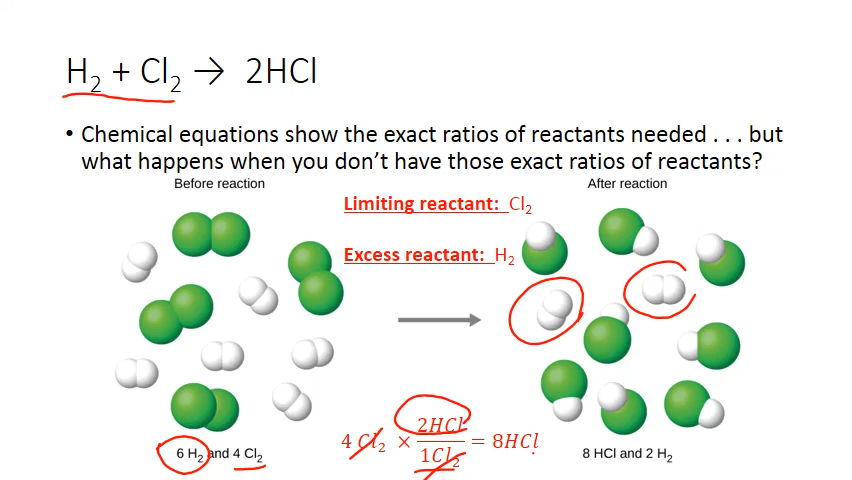 H₂ + Cl₂ → 2HCl
• Chemical equations show the exact ratios of reactants needed . . . but
what happens when you don’t have those exact ratios of reactants?
Before reaction
After reaction
Limiting reactant: Cl₂
Excess reactant: H₂
4 Cl₂ × 2HCl / 1Cl₂ = 8HCl
6 H₂ and 4 Cl₂
8 HCl and 2 H₂